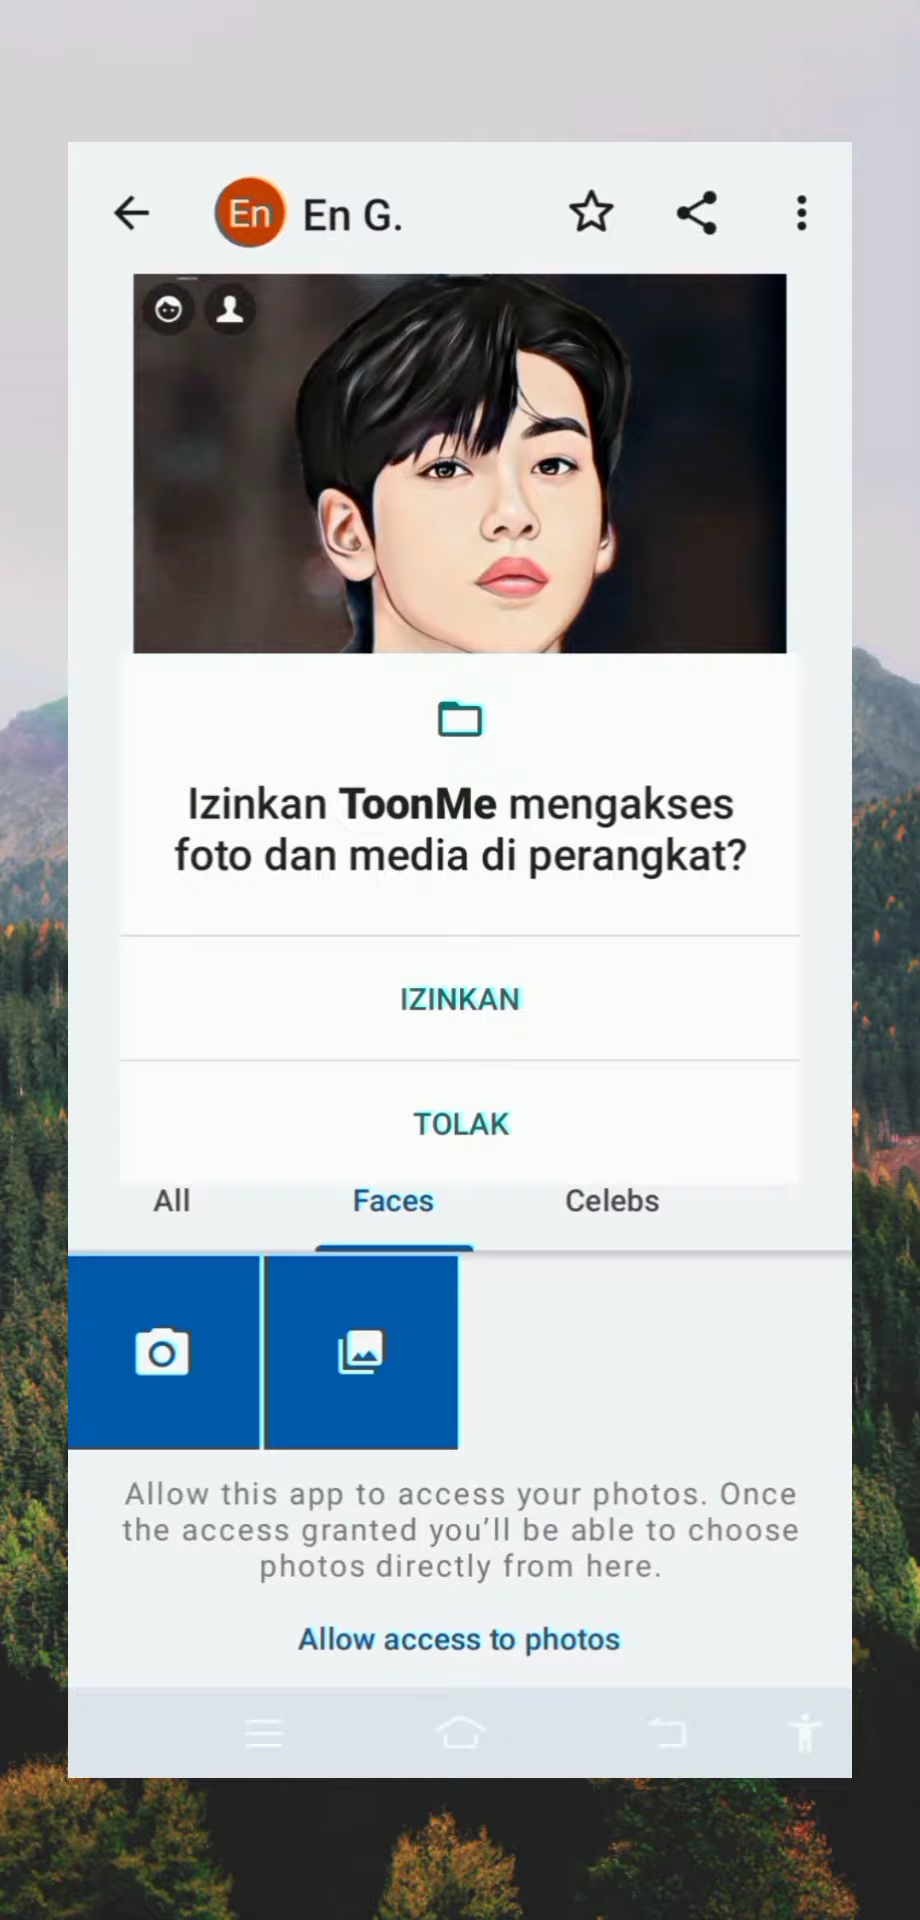 En
En G.
Izinkan ToonMe mengakses
foto dan media di perangkat?
IZINKAN
TOLAK
All
Faces
Celebs
Allow this app to access your photos. Once
the access granted you’ll be able to choose
photos directly from here.
Allow access to photos